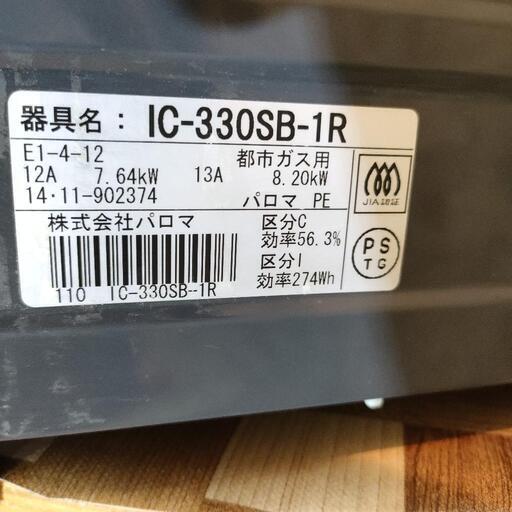 器具名： IC-330SB-1R
E1-4-12 都市ガス用
12A 7.64kW 13A 8.20kW
14・11-902374 パロマ PE
株式会社パロマ 区分C
効率56.3%
区分I
効率274Wh
110 IC-330SB-1R
JIA認証
PS
TG